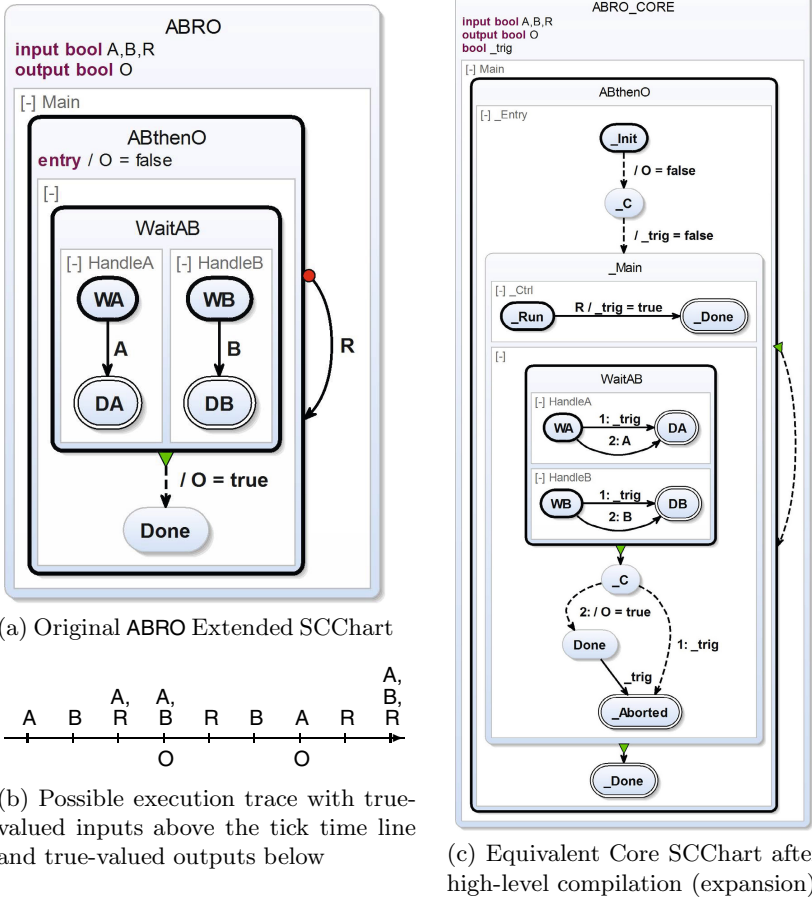 ABRO
input bool A,B,R
output bool O
[-] Main
ABthenO
entry / O = false
[-]
WaitAB
[-] HandleA
[-] HandleB
WA
WB
A
B
R
DA
DB
/ O = true
Done
(a) Original ABRO Extended SCChart
A B A, R A, B R B A R A, B, R
O O
(b) Possible execution trace with true-
valued inputs above the tick time line
and true-valued outputs below
ABRO_CORE
input bool A,B,R
output bool O
bool _trig
[-] Main
ABthenO
[-] _Entry
_Init
/ O = false
_C
/ _trig = false
_Main
[-] _Ctrl
_Run
R / _trig = true
_Done
[-]
WaitAB
[-] HandleA
WA
1: _trig
2: A
DA
[-] HandleB
WB
1: _trig
2: B
DB
_C
2: / O = true
Done
1: _trig
_trig
_Aborted
_Done
(c) Equivalent Core SCChart afte
high-level compilation (expansion)